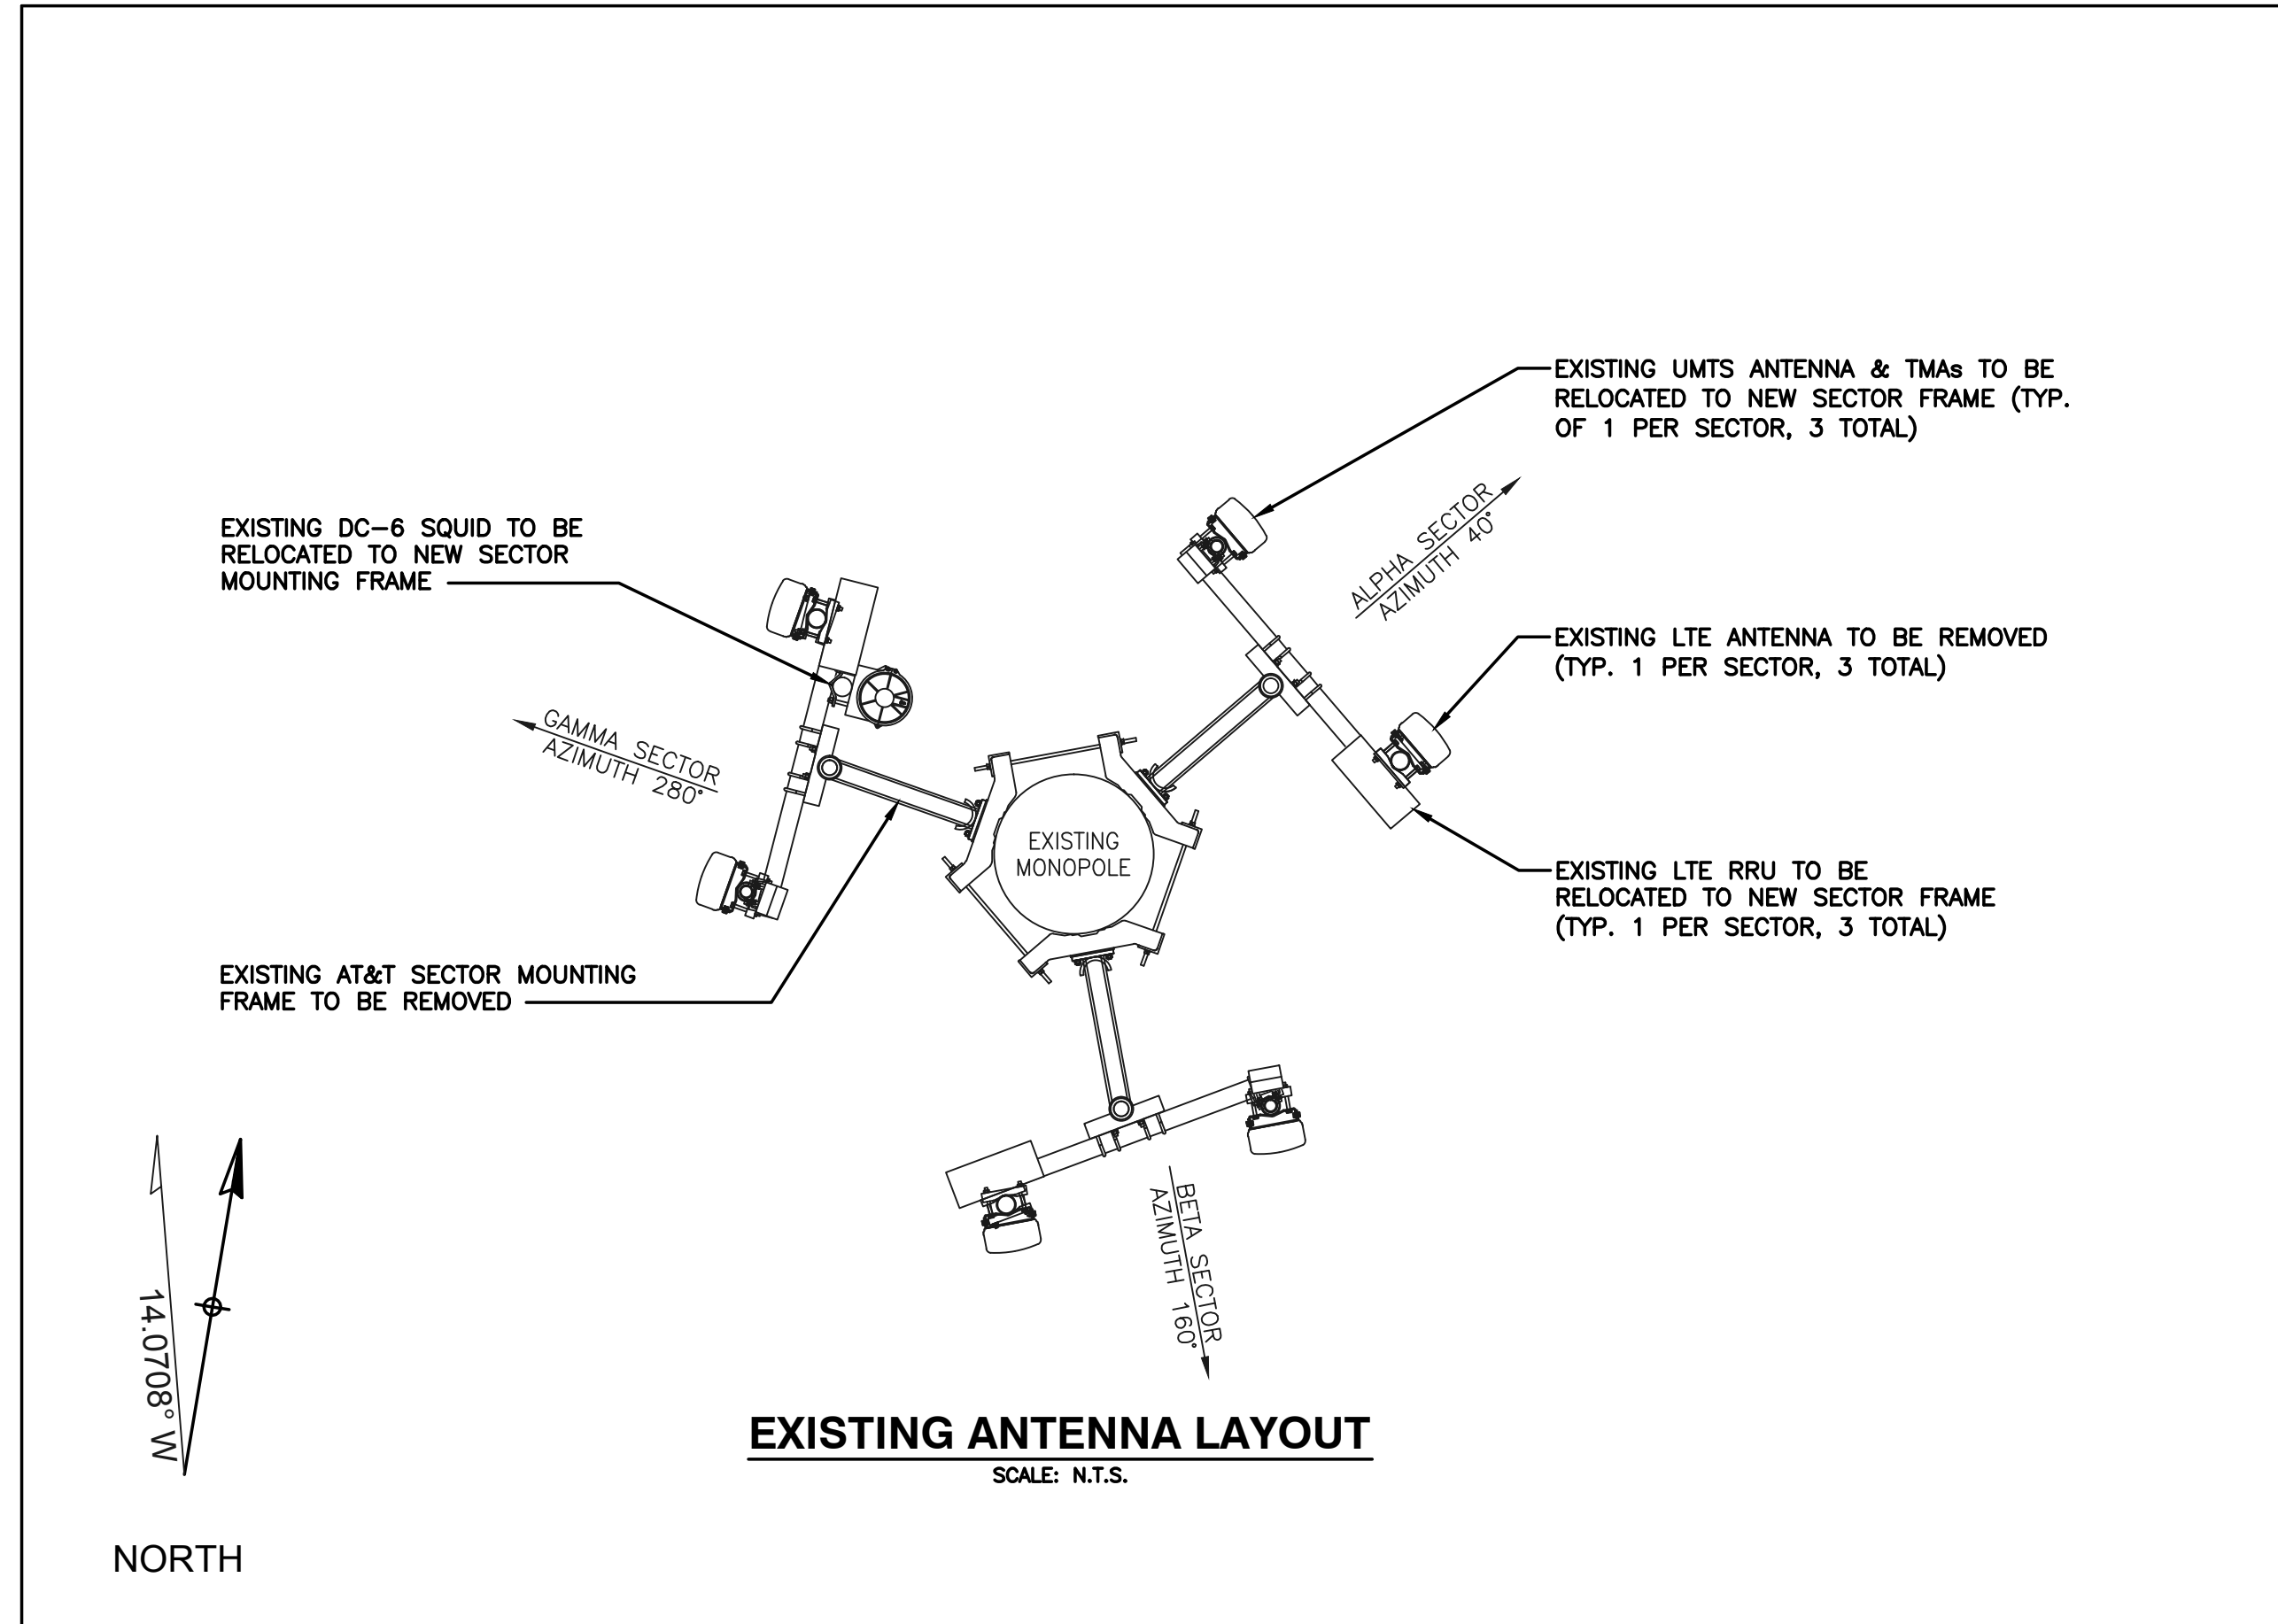 EXISTING UMTS ANTENNA & TMAs TO BE
RELOCATED TO NEW SECTOR FRAME (TYP.
OF 1 PER SECTOR, 3 TOTAL)
ALPHA SECTOR
AZIMUTH 40°
EXISTING DC-6 SQUID TO BE
RELOCATED TO NEW SECTOR
MOUNTING FRAME
EXISTING LTE ANTENNA TO BE REMOVED
(TYP. 1 PER SECTOR, 3 TOTAL)
GAMMA SECTOR
AZIMUTH 280°
EXISTING
MONOPOLE
EXISTING LTE RRU TO BE
RELOCATED TO NEW SECTOR FRAME
(TYP. 1 PER SECTOR, 3 TOTAL)
EXISTING AT&T SECTOR MOUNTING
FRAME TO BE REMOVED
BETA SECTOR
AZIMUTH 160°
14.0708° W
EXISTING ANTENNA LAYOUT
SCALE: N.T.S.
NORTH